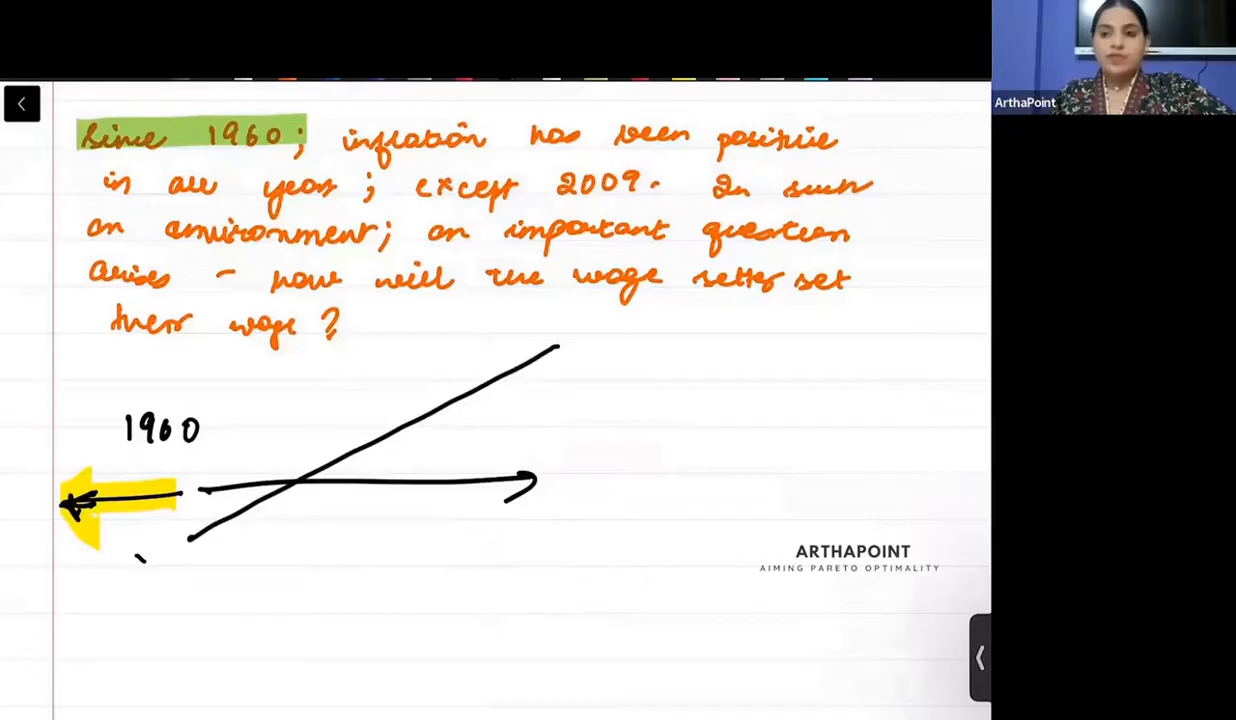 ArthaPoint
Since 1960; inflation has been positive
in all years; except 2009. In such
an environment; an important question
arises - how will the wage setter set
their wage?
1960
ARTHAPOINT
AIMING PARETO OPTIMALITY